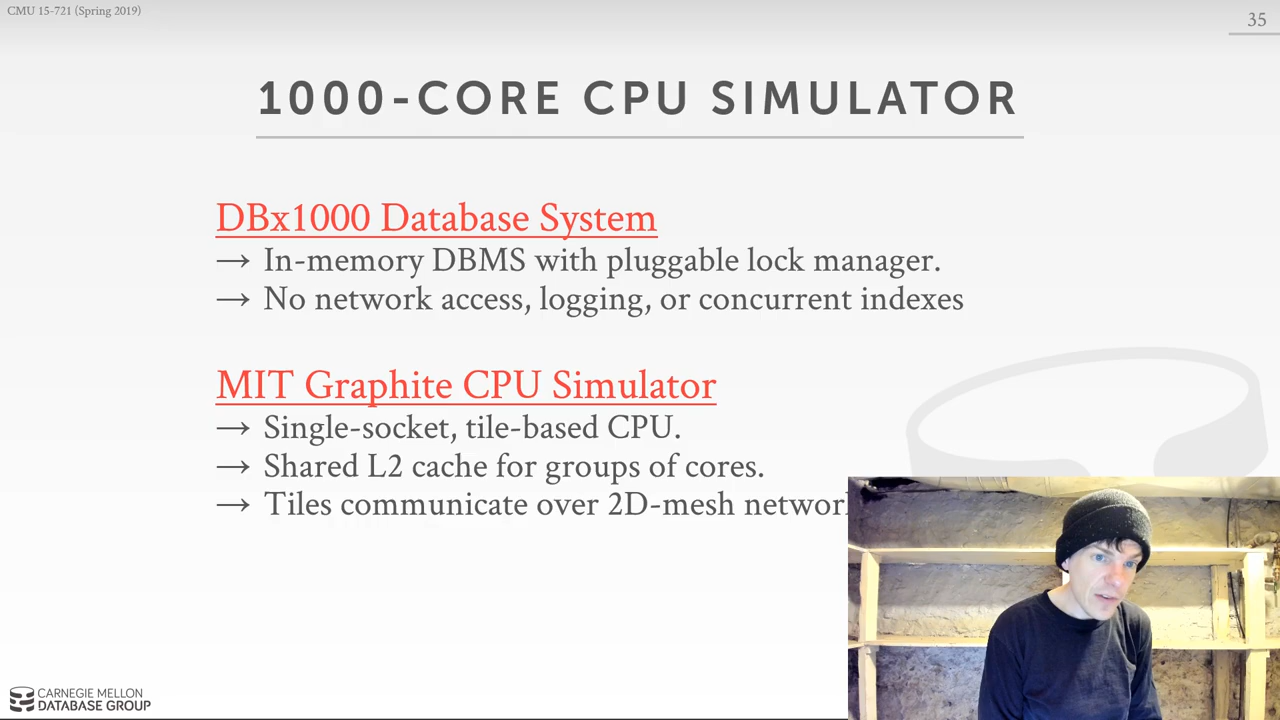 CMU 15-721 (Spring 2019)
35
1000-CORE CPU SIMULATOR
DBx1000 Database System
→ In-memory DBMS with pluggable lock manager.
→ No network access, logging, or concurrent indexes
MIT Graphite CPU Simulator
→ Single-socket, tile-based CPU.
→ Shared L2 cache for groups of cores.
→ Tiles communicate over 2D-mesh network
CARNEGIE MELLON
DATABASE GROUP